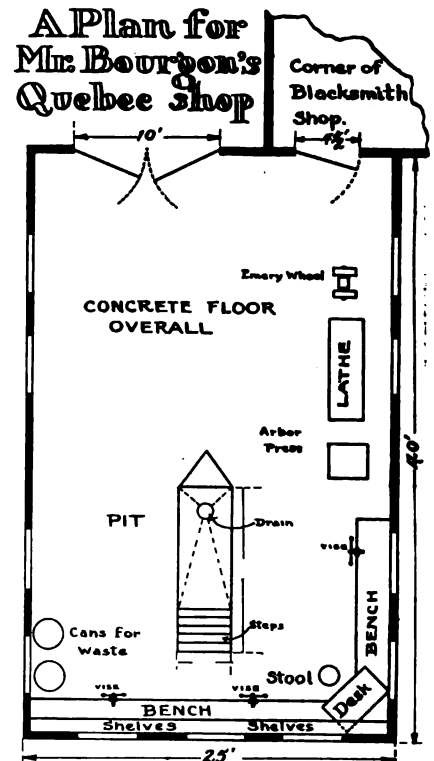 A Plan for
Mr. Bourbon's
Quebec Shop
Corner of
Blacksmith
Shop.
10'
Emery Wheel
CONCRETE FLOOR
OVERALL
LATHE
Arbor
Press
40'
PIT
Drain
VISE
Steps
BENCH
Cans for
Waste
Stool
Desk
VISE
VISE
BENCH
Shelves
Shelves
25'